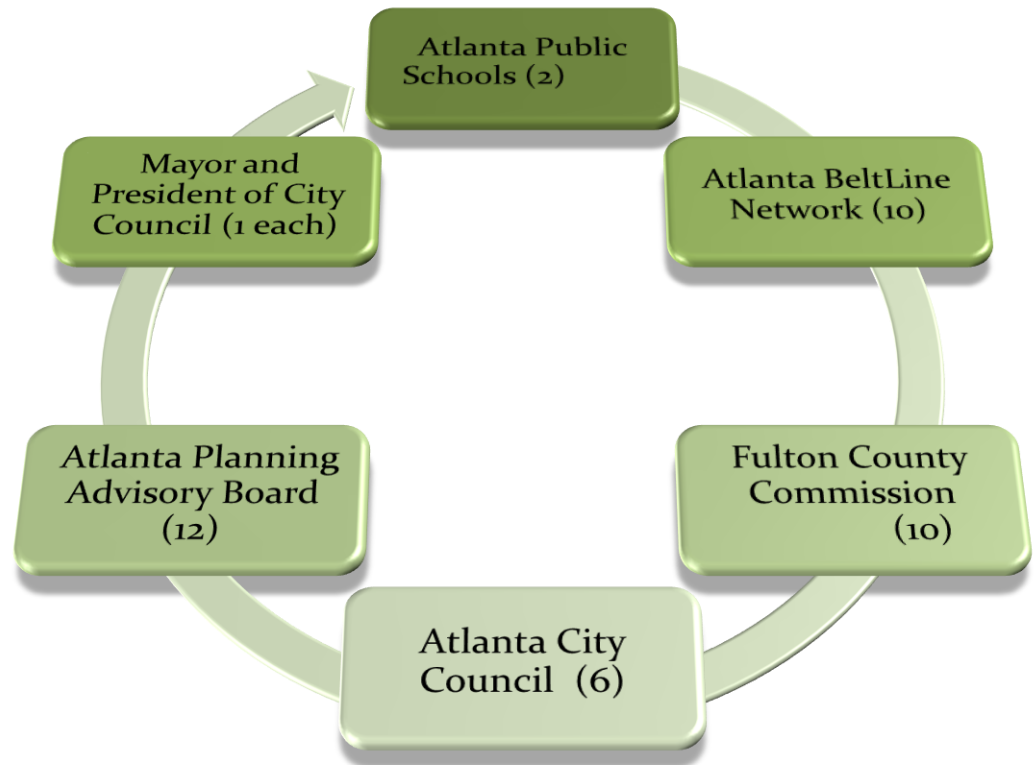 Atlanta Public
Schools (2)
Atlanta BeltLine
Network (10)
Fulton County
Commission
(10)
Atlanta City
Council (6)
Atlanta Planning
Advisory Board
(12)
Mayor and
President of City
Council (1 each)